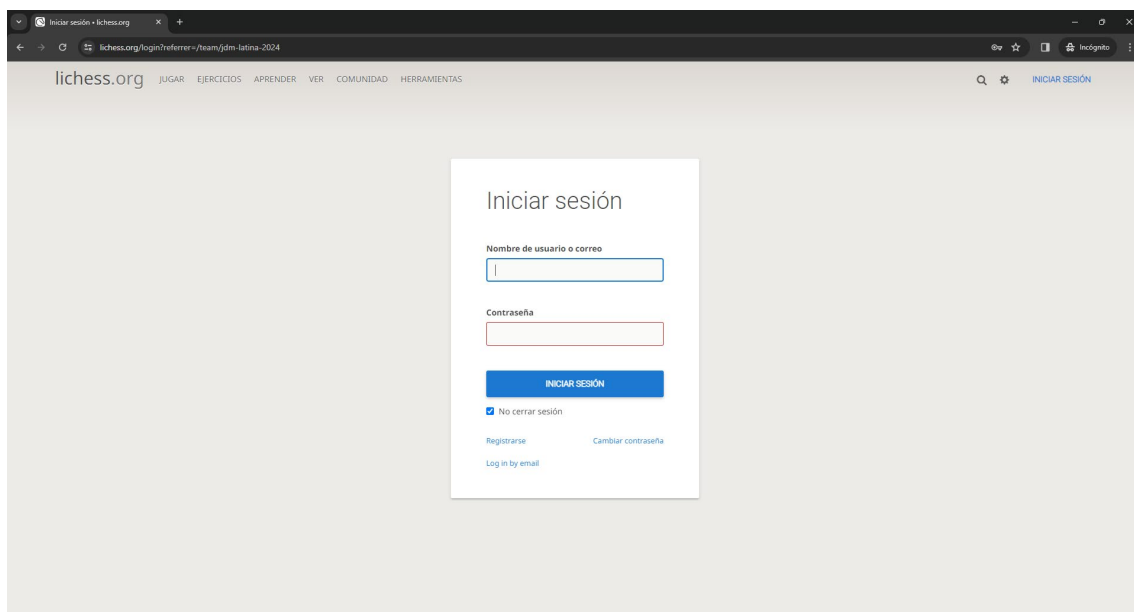 Iniciar sesión • lichess.org
lichess.org/login?referrer=/team/jdm-latina-2024
Incógnito
lichess.org JUGAR EJERCICIOS APRENDER VER COMUNIDAD HERRAMIENTAS INICIAR SESIÓN
Iniciar sesión
Nombre de usuario o correo
Contraseña
INICIAR SESIÓN
No cerrar sesión
Registrarse Cambiar contraseña
Log in by email